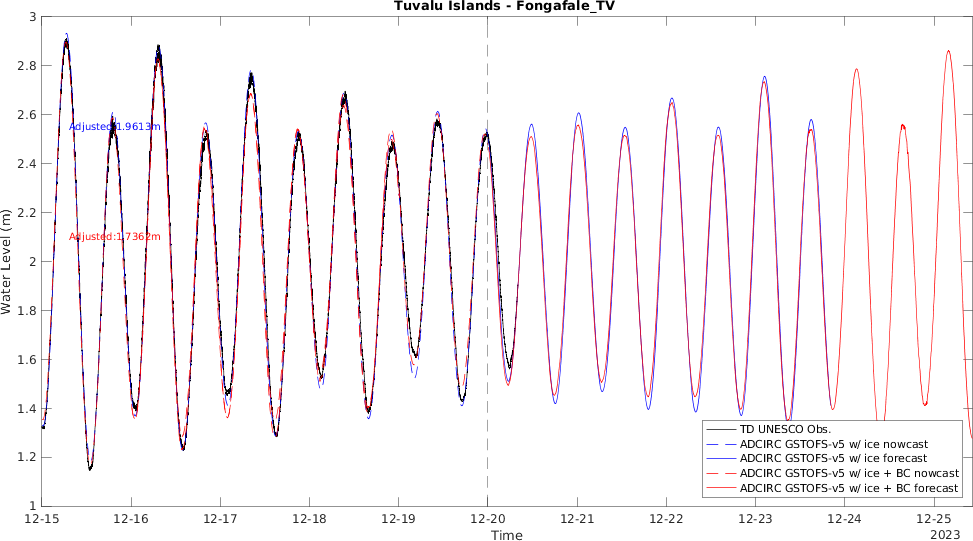 Tuvalu Islands - Fongafale_TV
Water Level (m)
3
2.8
2.6
2.4
2.2
2
1.8
1.6
1.4
1.2
1
Adjusted:1.9613m
Adjusted:1.7362m
TD UNESCO Obs.
ADCIRC GSTOFS-v5 w/ ice nowcast
ADCIRC GSTOFS-v5 w/ ice forecast
ADCIRC GSTOFS-v5 w/ ice + BC nowcast
ADCIRC GSTOFS-v5 w/ ice + BC forecast
12-15 12-16 12-17 12-18 12-19 12-20 12-21 12-22 12-23 12-24 12-25
2023
Time